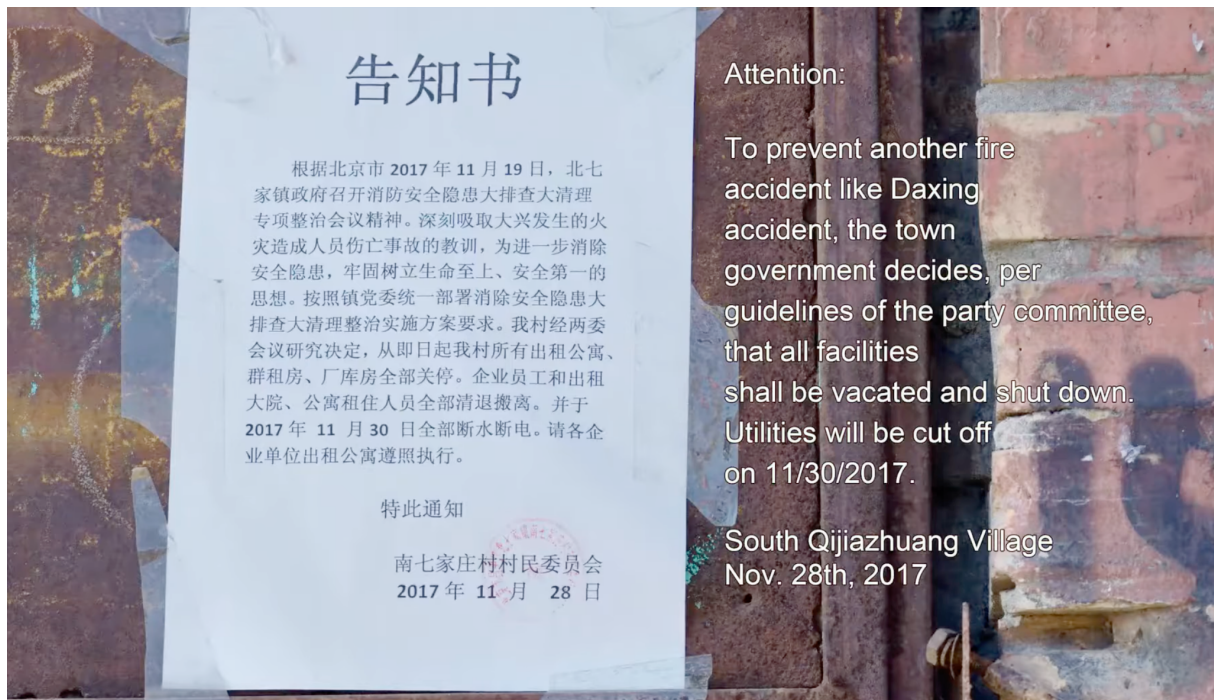 告知书
根据北京市 2017 年 11 月 19 日，北七
家镇政府召开消防安全隐患大排查大清理
专项整治会议精神。深刻吸取大兴发生的火
灾造成人员伤亡事故的教训，为进一步消除
安全隐患，牢固树立生命至上、安全第一的
思想。按照镇党委统一部署消除安全隐患大
排查大清理整治实施方案要求。我村经两委
会议研究决定，从即日起我村所有出租公寓、
群租房、厂库房全部关停。企业员工和出租
大院、公寓租住人员全部清退搬离。并于
2017 年 11 月 30 日全部断水断电。请各企
业单位出租公寓遵照执行。
特此通知
南七家庄村村民委员会
2017 年 11 月 28 日
Attention:
To prevent another fire
accident like Daxing
accident, the town
government decides, per
guidelines of the party committee,
that all facilities
shall be vacated and shut down.
Utilities will be cut off
on 11/30/2017.
South Qijiazhuang Village
Nov. 28th, 2017